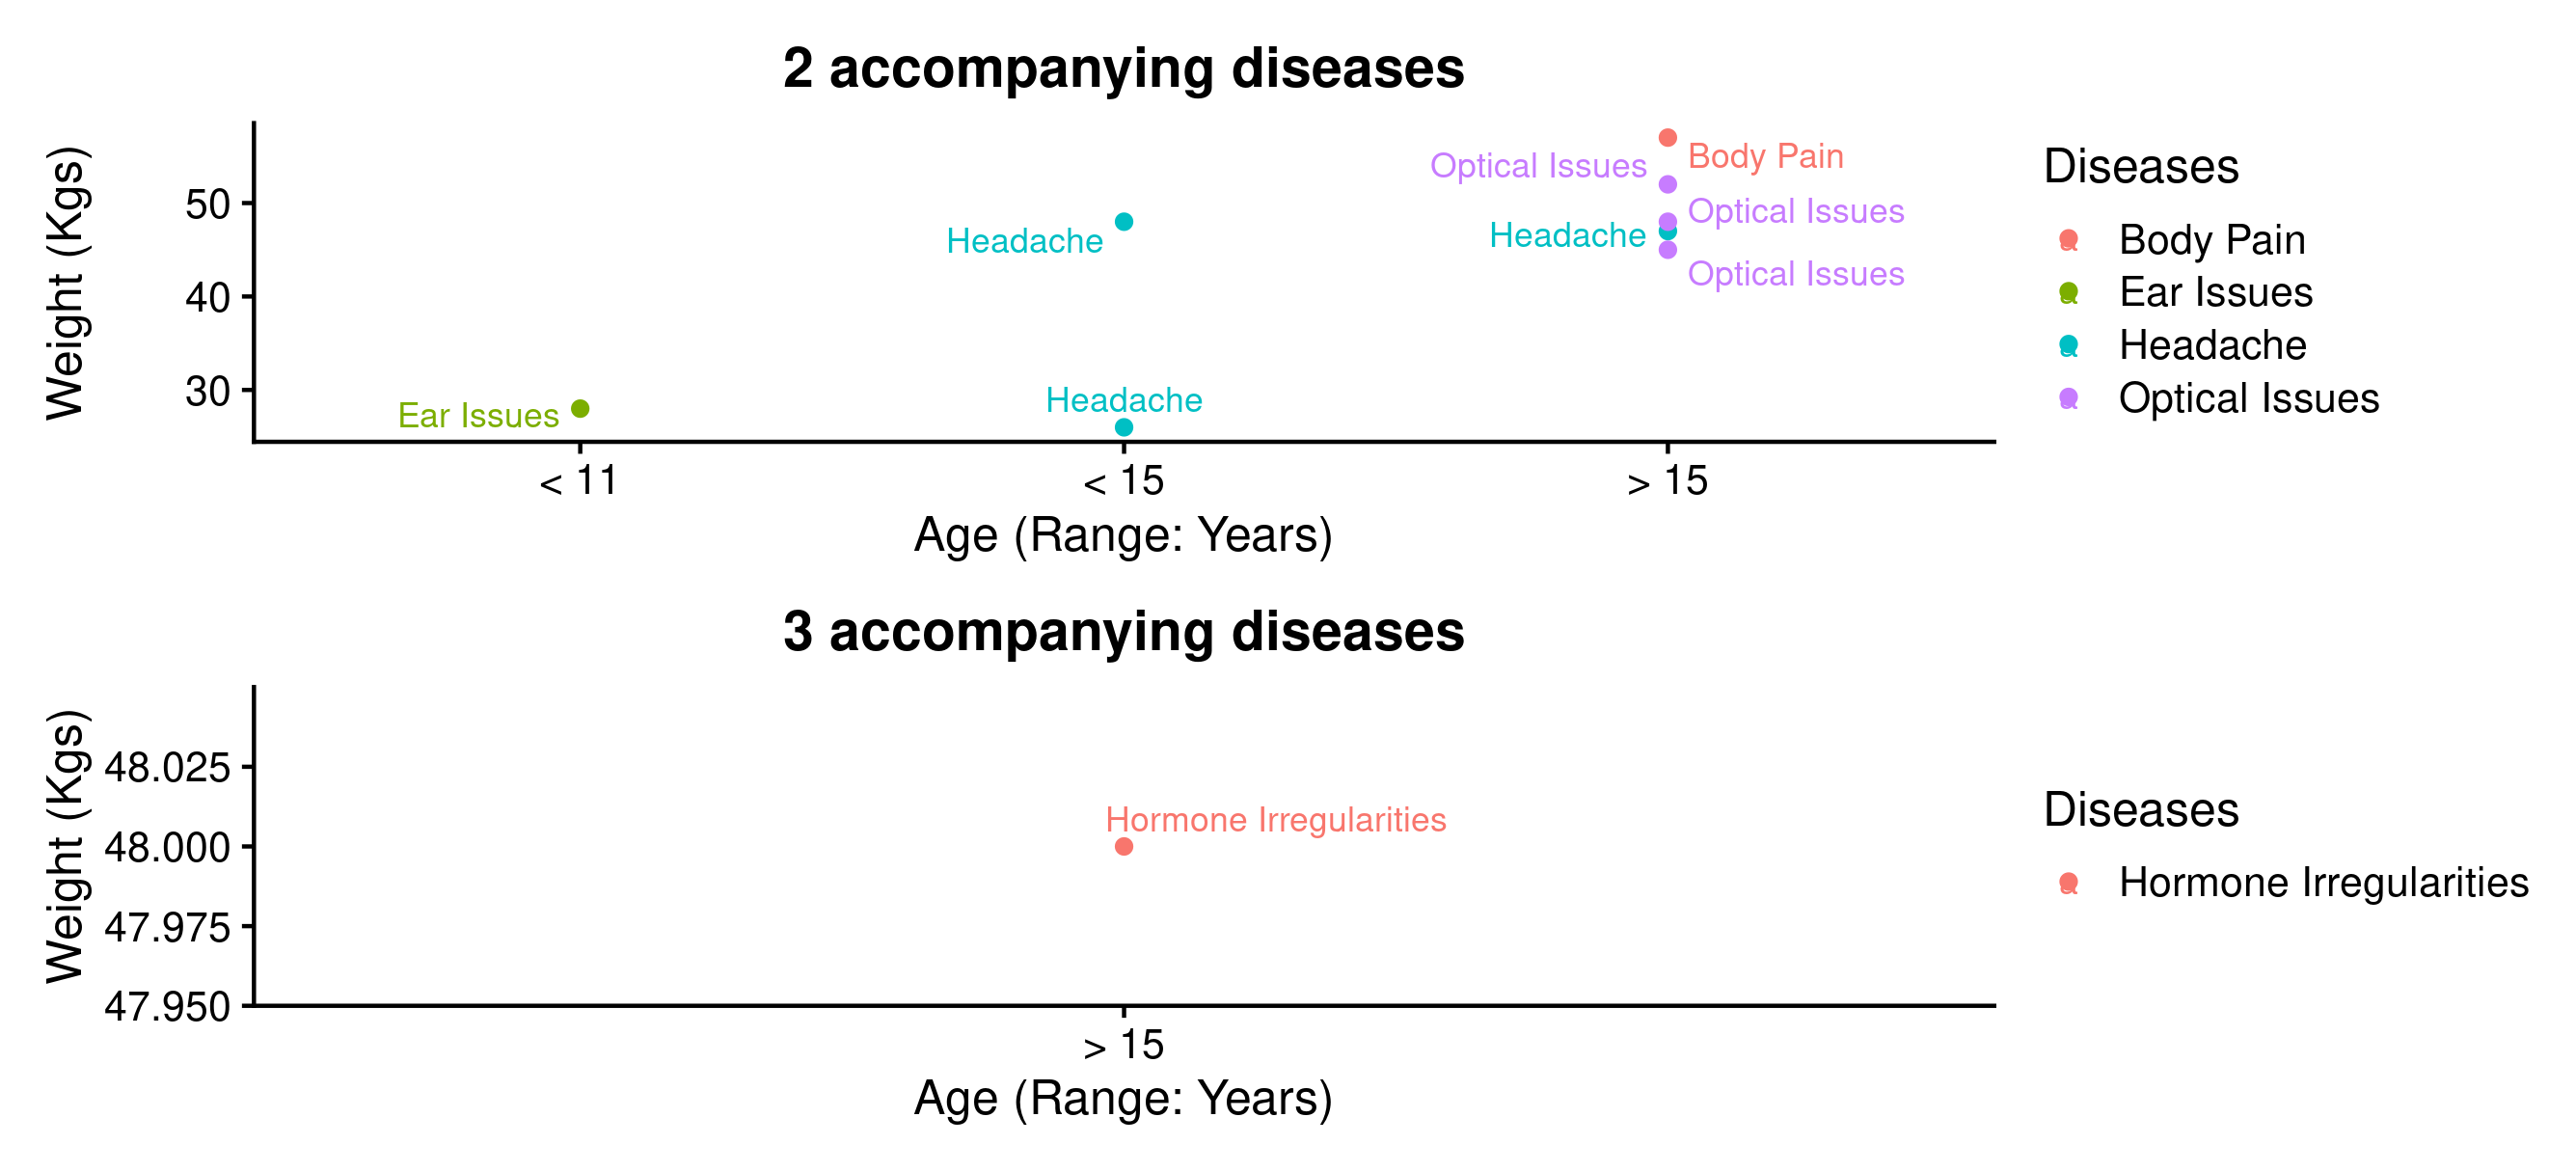 2 accompanying diseases
Weight (Kgs)
50
40
30
Optical Issues
Body Pain
Headache
Optical Issues
Headache
Optical Issues
Headache
Ear Issues
< 11
< 15
> 15
Age (Range: Years)
Diseases
Body Pain
Ear Issues
Headache
Optical Issues
3 accompanying diseases
Weight (Kgs)
48.025
48.000
47.975
47.950
Hormone Irregularities
> 15
Age (Range: Years)
Diseases
Hormone Irregularities